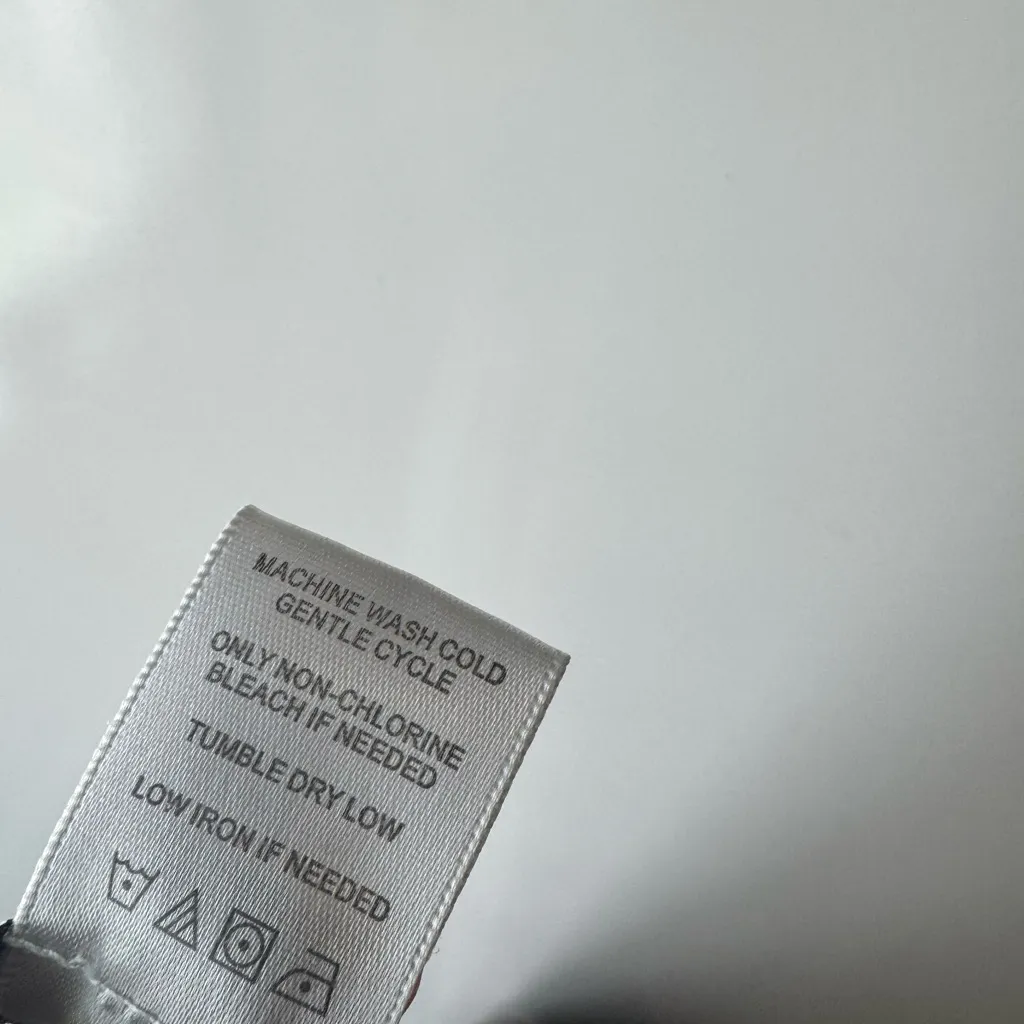 MACHINE WASH COLD
GENTLE CYCLE
ONLY NON-CHLORINE
BLEACH IF NEEDED
TUMBLE DRY LOW
LOW IRON IF NEEDED